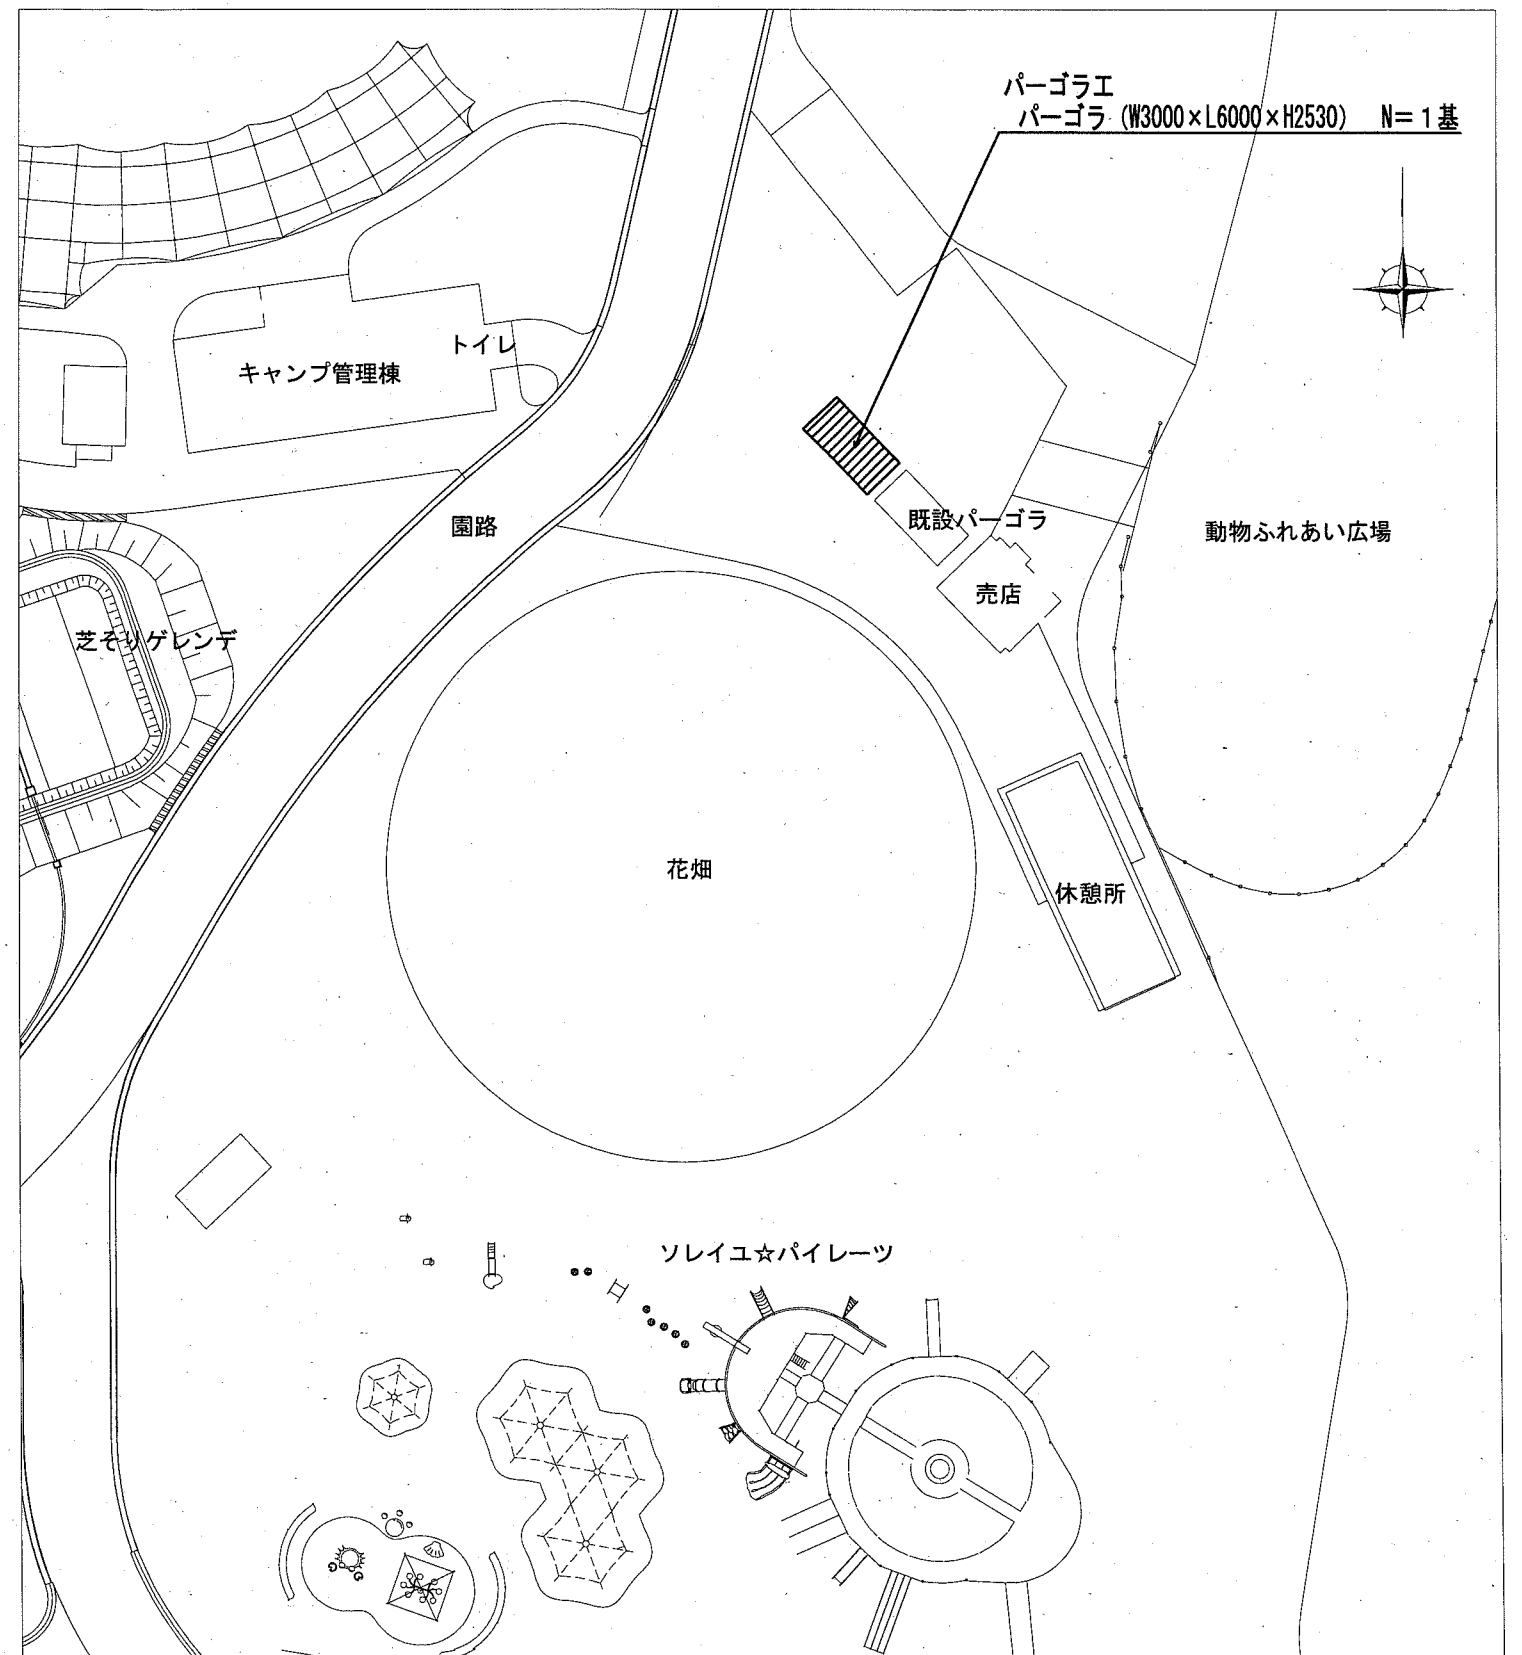 パーゴラ工
パーゴラ (W3000×L6000×H2530) N=1基
トイレ
キャンプ管理棟
園路
既設パーゴラ
動物ふれあい広場
売店
芝そりゲレンデ
花畑
休憩所
ソレイユ☆パイレーツ